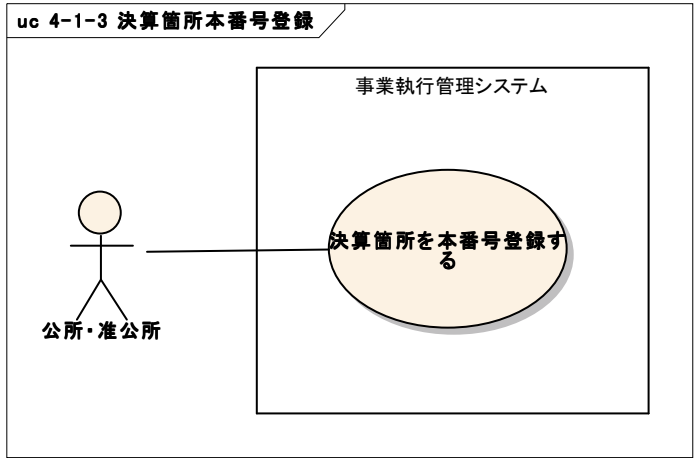 uc 4-1-3 決算箇所本番号登録
事業執行管理システム
決算箇所を本番号登録す
る
公所・准公所